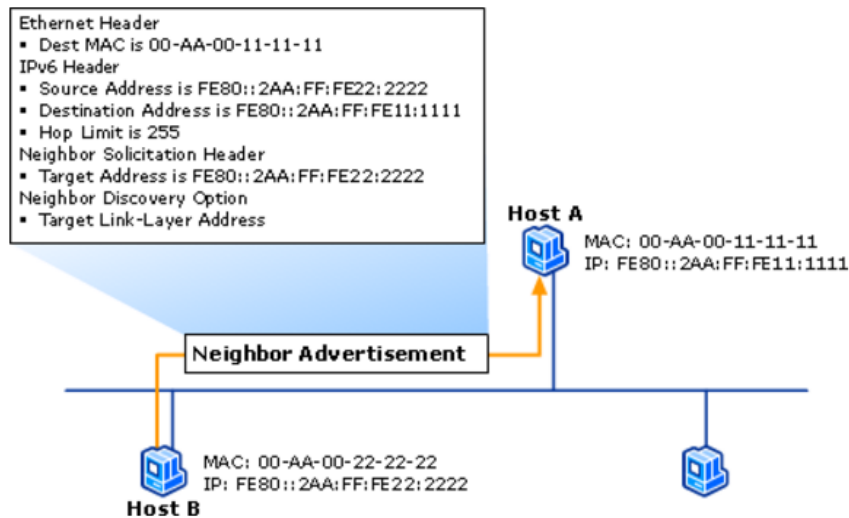 Ethernet Header
▪ Dest MAC is 00-AA-00-11-11-11
IPv6 Header
▪ Source Address is FE80::2AA:FF:FE22:2222
▪ Destination Address is FE80::2AA:FF:FE11:1111
▪ Hop Limit is 255
Neighbor Solicitation Header
▪ Target Address is FE80::2AA:FF:FE22:2222
Neighbor Discovery Option
▪ Target Link-Layer Address
Host A
MAC: 00-AA-00-11-11-11
IP: FE80::2AA:FF:FE11:1111
Neighbor Advertisement
MAC: 00-AA-00-22-22-22
IP: FE80::2AA:FF:FE22:2222
Host B